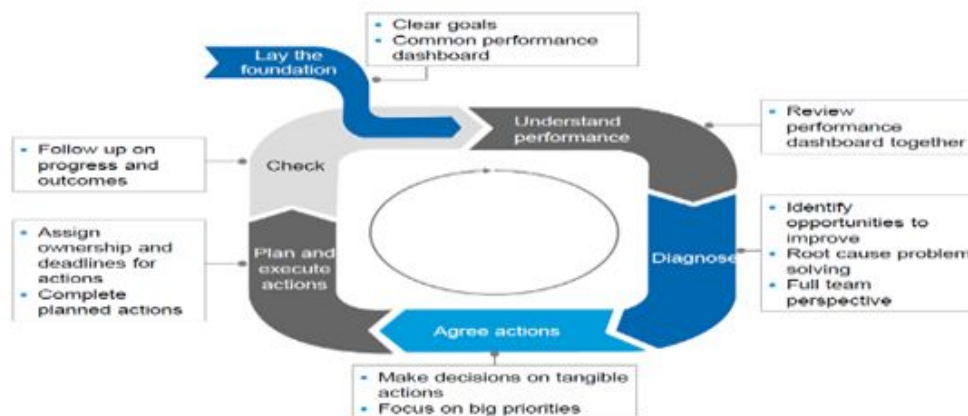 • Clear goals
• Common performance
dashboard
Lay the
foundation
Understand
performance
• Review
performance
dashboard together
• Follow up on
progress and
outcomes
Check
• Identify
opportunities to
improve
• Root cause problem
solving
• Full team
perspective
• Assign
ownership and
deadlines for
actions
• Complete
planned actions
Plan and
execute
actions
Diagnose
Agree actions
• Make decisions on tangible
actions
• Focus on big priorities